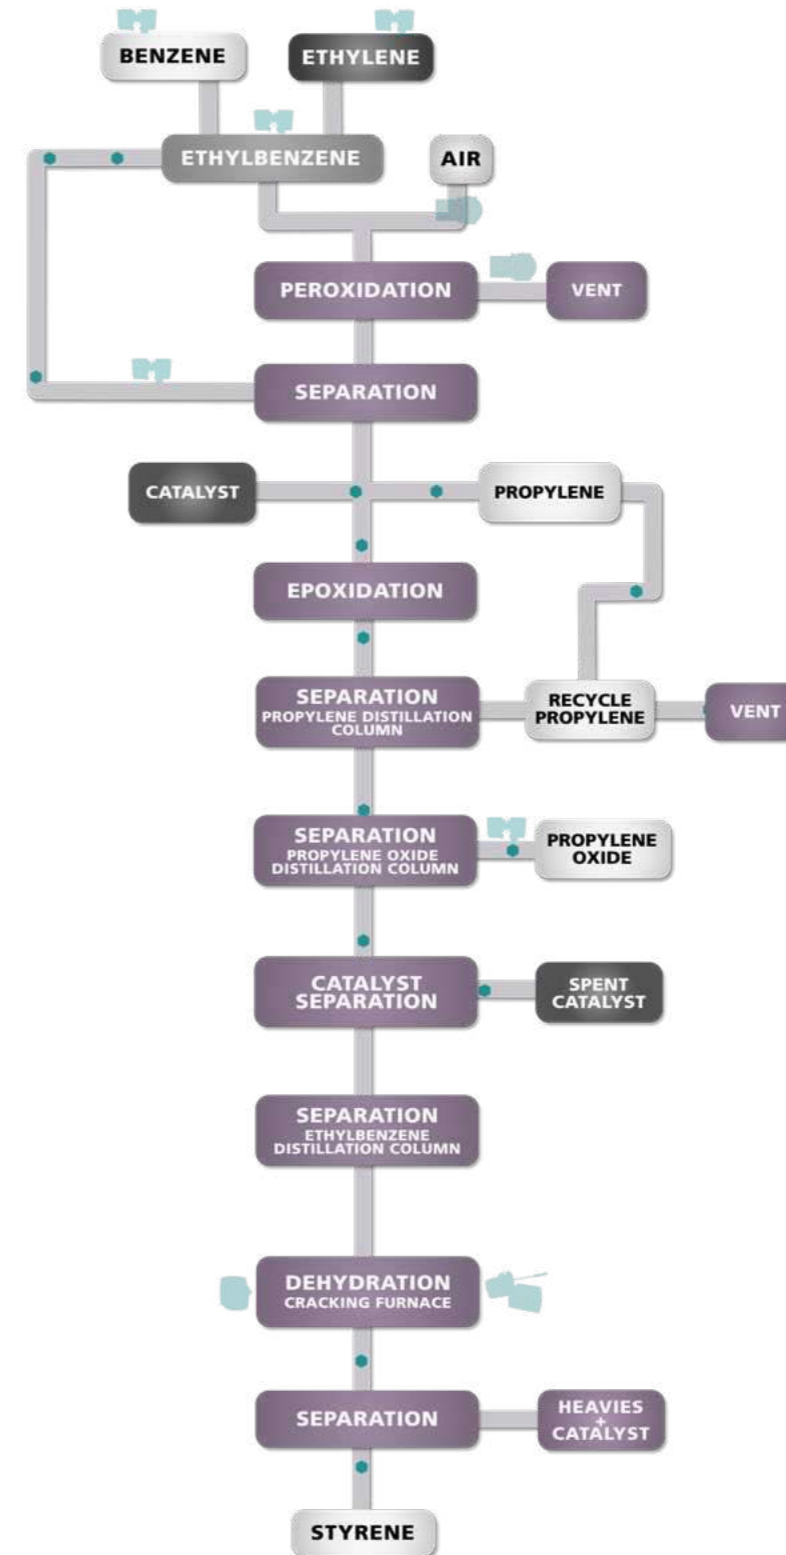 BENZENE
ETHYLENE
ETHYLBENZENE
AIR
PEROXIDATION
VENT
SEPARATION
CATALYST
PROPYLENE
EPOXIDATION
SEPARATION
PROPYLENE DISTILLATION
COLUMN
RECYCLE
PROPYLENE
VENT
SEPARATION
PROPYLENE OXIDE
DISTILLATION COLUMN
PROPYLENE
OXIDE
CATALYST
SEPARATION
SPENT
CATALYST
SEPARATION
ETHYLBENZENE
DISTILLATION COLUMN
DEHYDRATION
CRACKING FURNACE
SEPARATION
HEAVIES
+
CATALYST
STYRENE